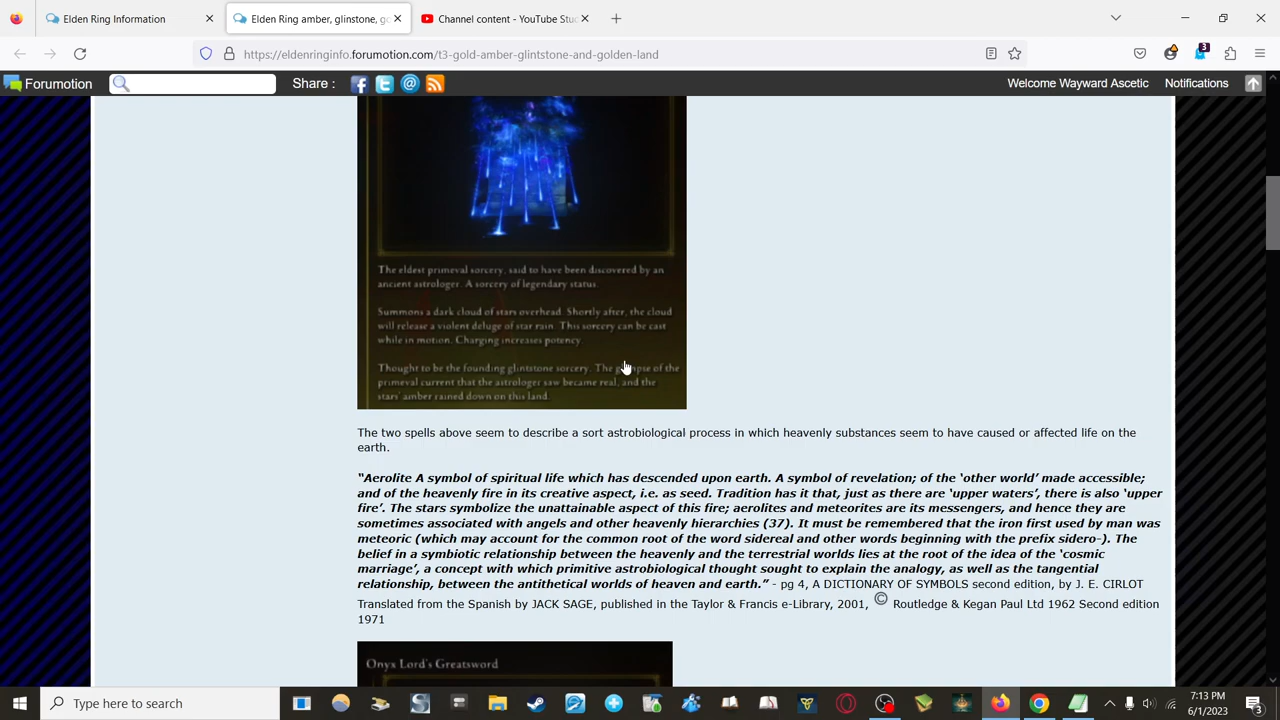 Elden Ring Information
Elden Ring amber, glinstone, go
Channel content - YouTube Stu
https://eldenringinfo.forumotion.com/t3-gold-amber-glintstone-and-golden-land
3
Forumotion
Share :
Welcome Wayward Ascetic
Notifications
The eldest primeval sorcery, said to have been discovered by an
ancient astrologer. A sorcery of legendary status.
Summons a dark cloud of stars overhead. Shortly after, the cloud
will release a violent deluge of star rain. This sorcery can be cast
while in motion. Charging increases potency.
Thought to be the founding glintstone sorcery. The glimpse of the
primeval current that the astrologer saw became real, and the
stars' amber rained down on this land.
The two spells above seem to describe a sort astrobiological process in which heavenly substances seem to have caused or affected life on the
earth.
“Aerolite A symbol of spiritual life which has descended upon earth. A symbol of revelation; of the ‘other world’ made accessible;
and of the heavenly fire in its creative aspect, i.e. as seed. Tradition has it that, just as there are ‘upper waters’, there is also ‘upper
fire’. The stars symbolize the unattainable aspect of this fire; aerolites and meteorites are its messengers, and hence they are
sometimes associated with angels and other heavenly hierarchies (37). It must be remembered that the iron first used by man was
meteoric (which may account for the common root of the word sidereal and other words beginning with the prefix sidero-). The
belief in a symbiotic relationship between the heavenly and the terrestrial worlds lies at the root of the idea of the ‘cosmic
marriage’, a concept with which primitive astrobiological thought sought to explain the analogy, as well as the tangential
relationship, between the antithetical worlds of heaven and earth.” - pg 4, A DICTIONARY OF SYMBOLS second edition, by J. E. CIRLOT
Translated from the Spanish by JACK SAGE, published in the Taylor & Francis e-Library, 2001, © Routledge & Kegan Paul Ltd 1962 Second edition
1971
Onyx Lord's Greatsword
Type here to search
7:13 PM
6/1/2023
3